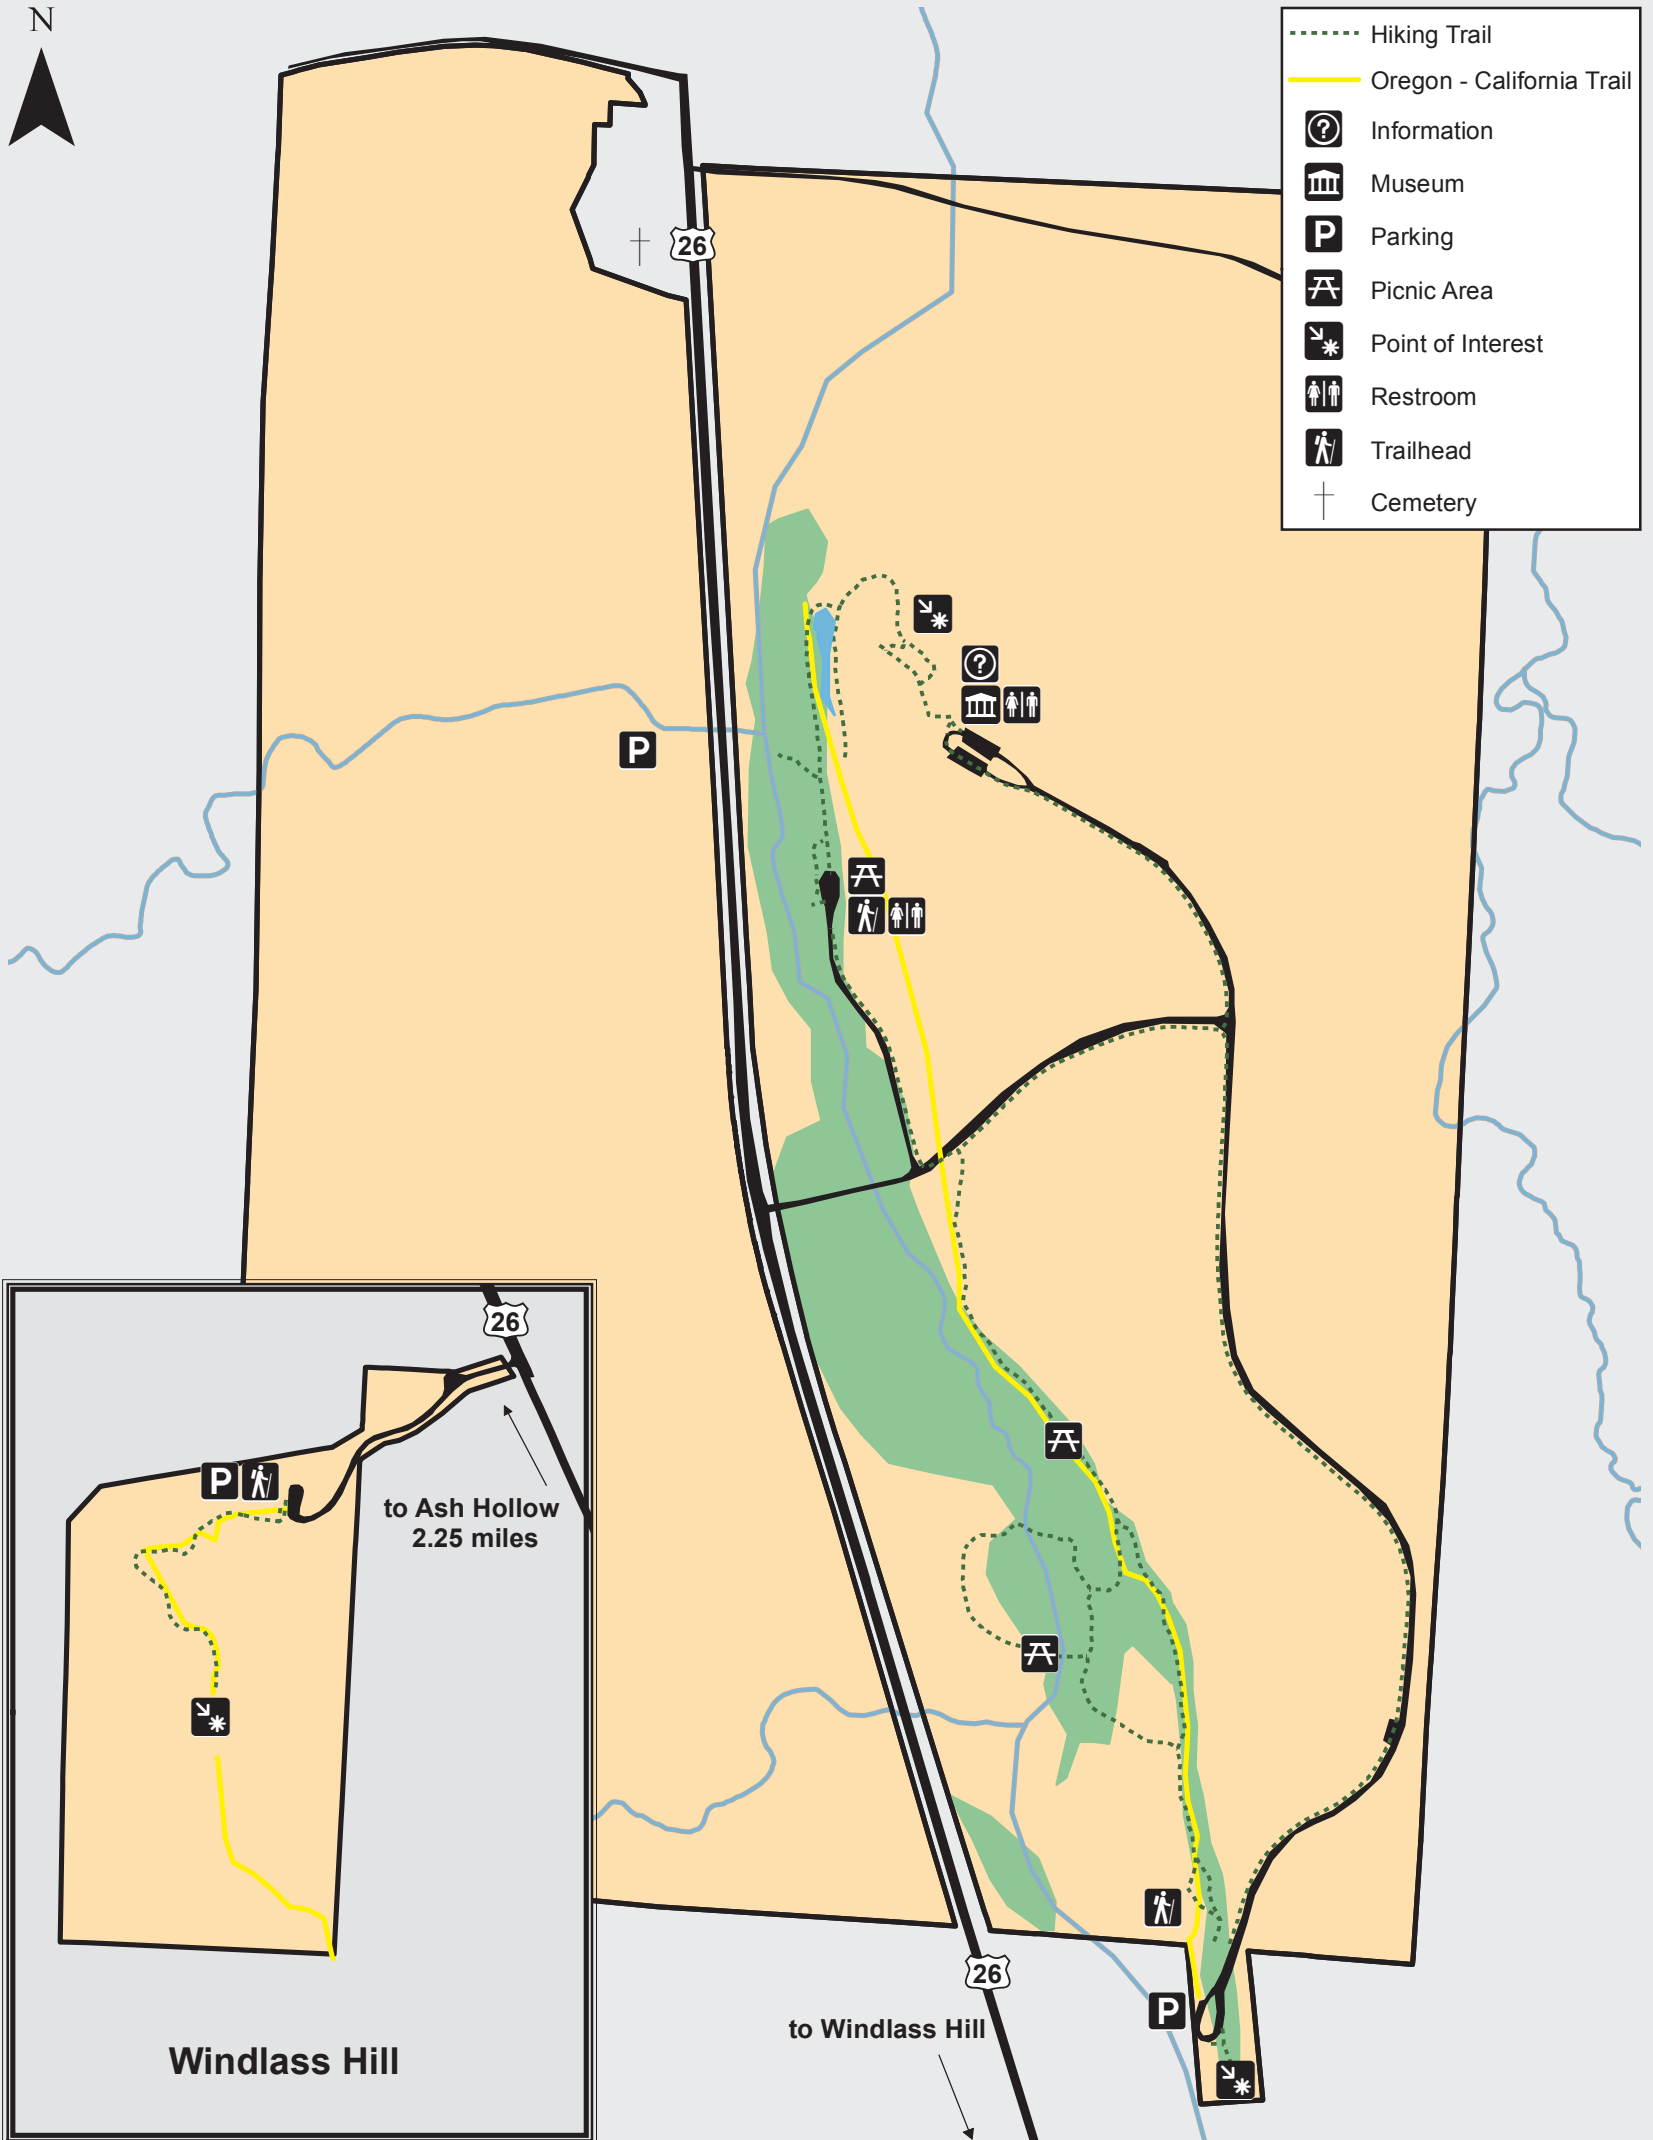 N
Hiking Trail
Oregon - California Trail
? Information
Museum
P Parking
Picnic Area
Point of Interest
Restroom
Trailhead
Cemetery
26
?
P
26
P
to Ash Hollow
2.25 miles
Windlass Hill
26
P
to Windlass Hill